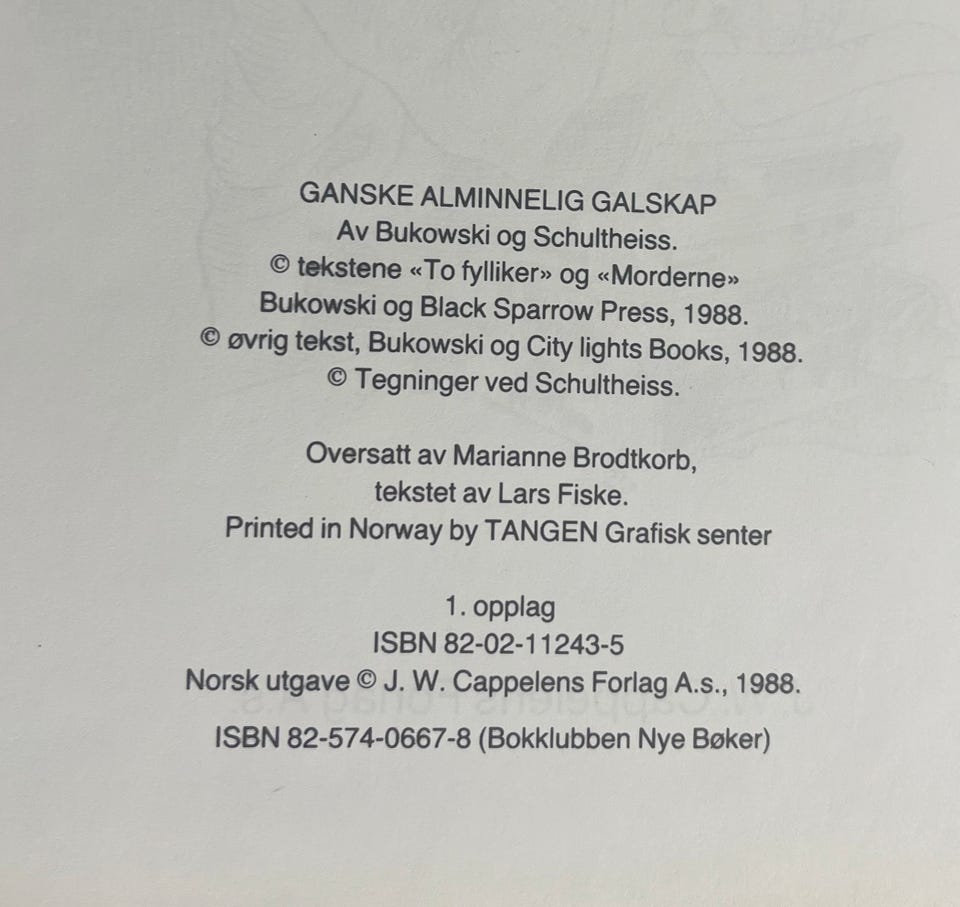 GANSKE ALMINNELIG GALSKAP
Av Bukowski og Schultheiss.
© tekstene «To fylliker» og «Morderne»
Bukowski og Black Sparrow Press, 1988.
© øvrig tekst, Bukowski og City lights Books, 1988.
© Tegninger ved Schultheiss.
Oversatt av Marianne Brodtkorb,
tekstet av Lars Fiske.
Printed in Norway by TANGEN Grafisk senter
1. opplag
ISBN 82-02-11243-5
Norsk utgave © J. W. Cappelens Forlag A.s., 1988.
ISBN 82-574-0667-8 (Bokklubben Nye Bøker)